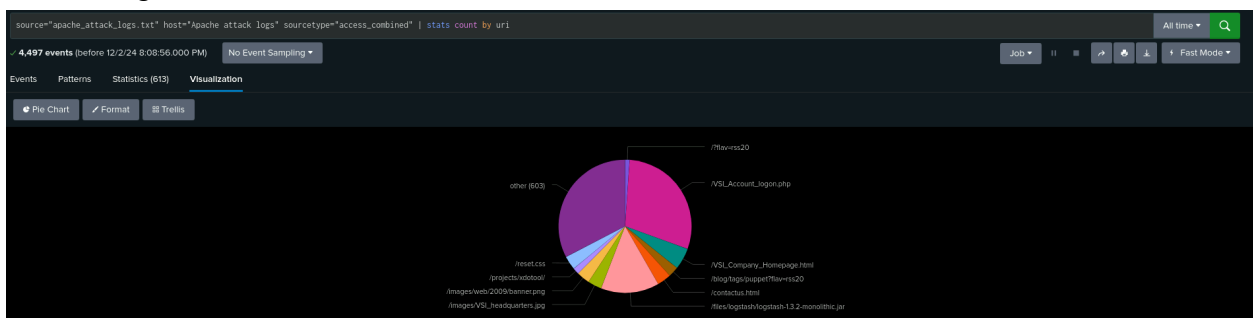 source="apache_attack_logs.txt" host="Apache attack logs" sourcetype="access_combined" | stats count by uri
All time
4,497 events (before 12/2/24 8:08:56.000 PM)
No Event Sampling
Job
Fast Mode
Events
Patterns
Statistics (613)
Visualization
Pie Chart
Format
Trellis
/?flav=rss20
other (603)
/VSI_Account_logon.php
/reset.css
/VSI_Company_Homepage.html
/projects/xdotool/
/blog/tags/puppet?flav=rss20
/images/web/2009/banner.png
/contactus.html
/images/VSI_headquarters.jpg
/files/logstash/logstash-1.3.2-monolithic.jar